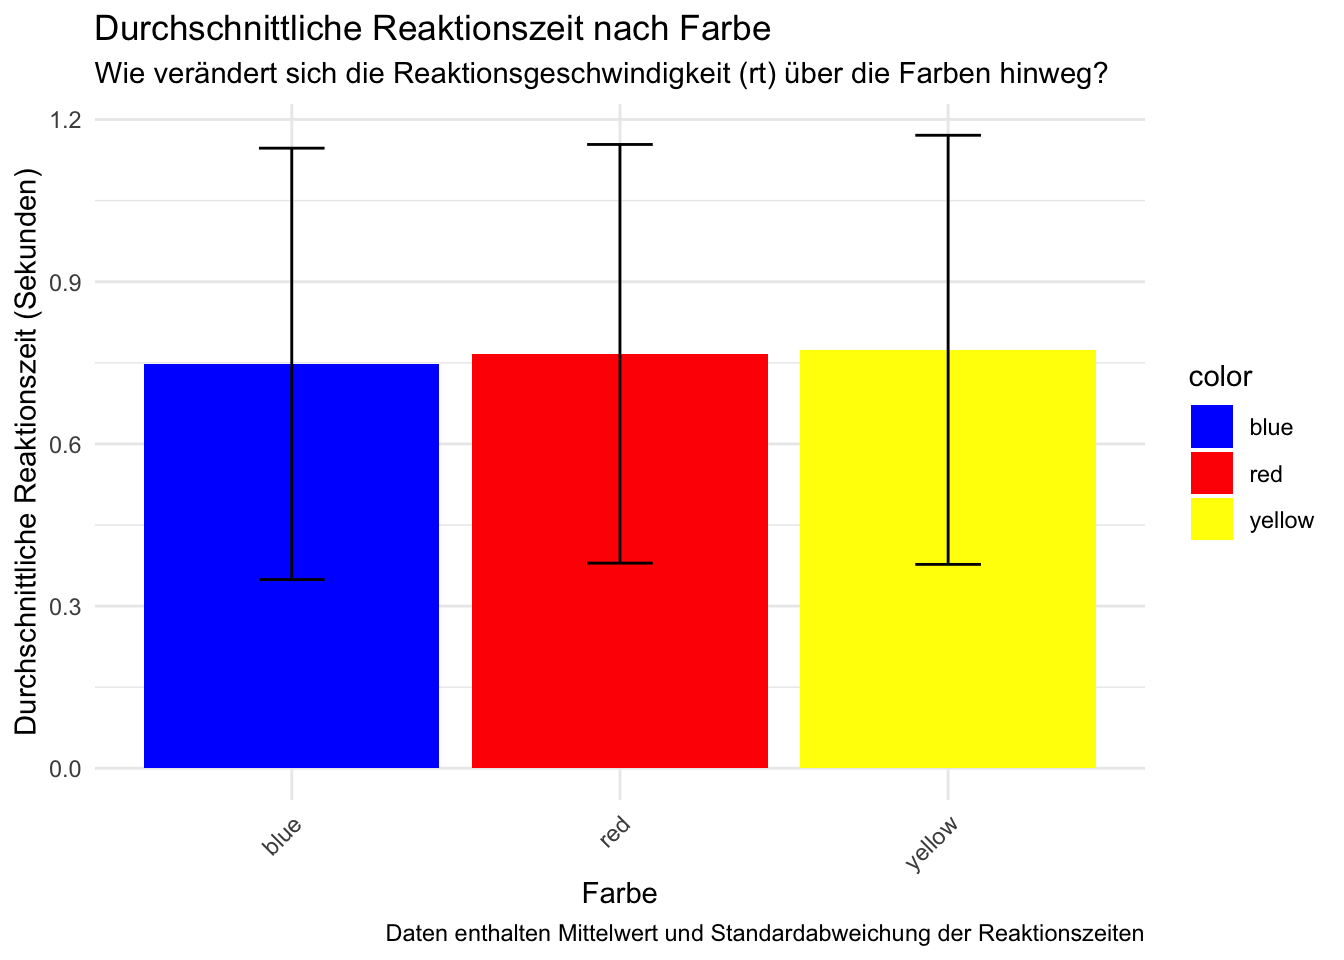 Durchschnittliche Reaktionszeit nach Farbe
Wie verändert sich die Reaktionsgeschwindigkeit (rt) über die Farben hinweg?
Durchschnittliche Reaktionszeit (Sekunden)
1.2
0.9
0.6
0.3
0.0
blue
red
yellow
Farbe
color
blue
red
yellow
Daten enthalten Mittelwert und Standardabweichung der Reaktionszeiten